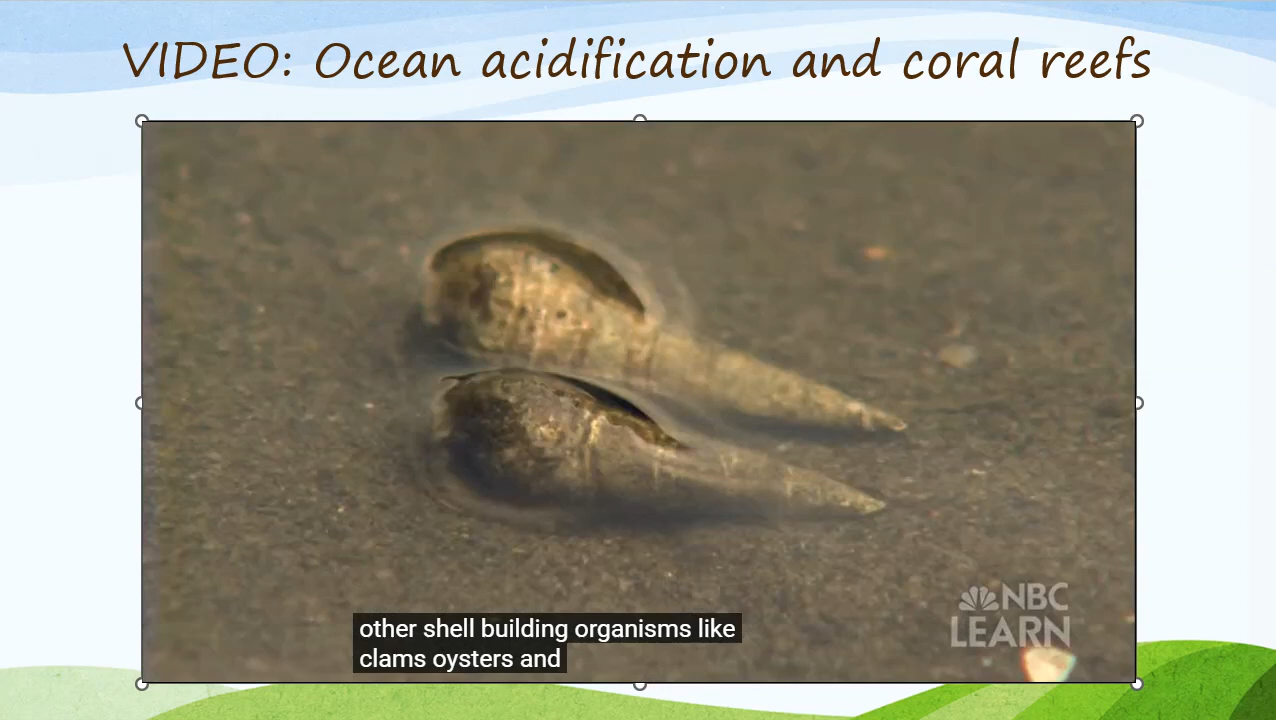 VIDEO: Ocean acidification and coral reefs
other shell building organisms like
clams oysters and
NBC
LEARN